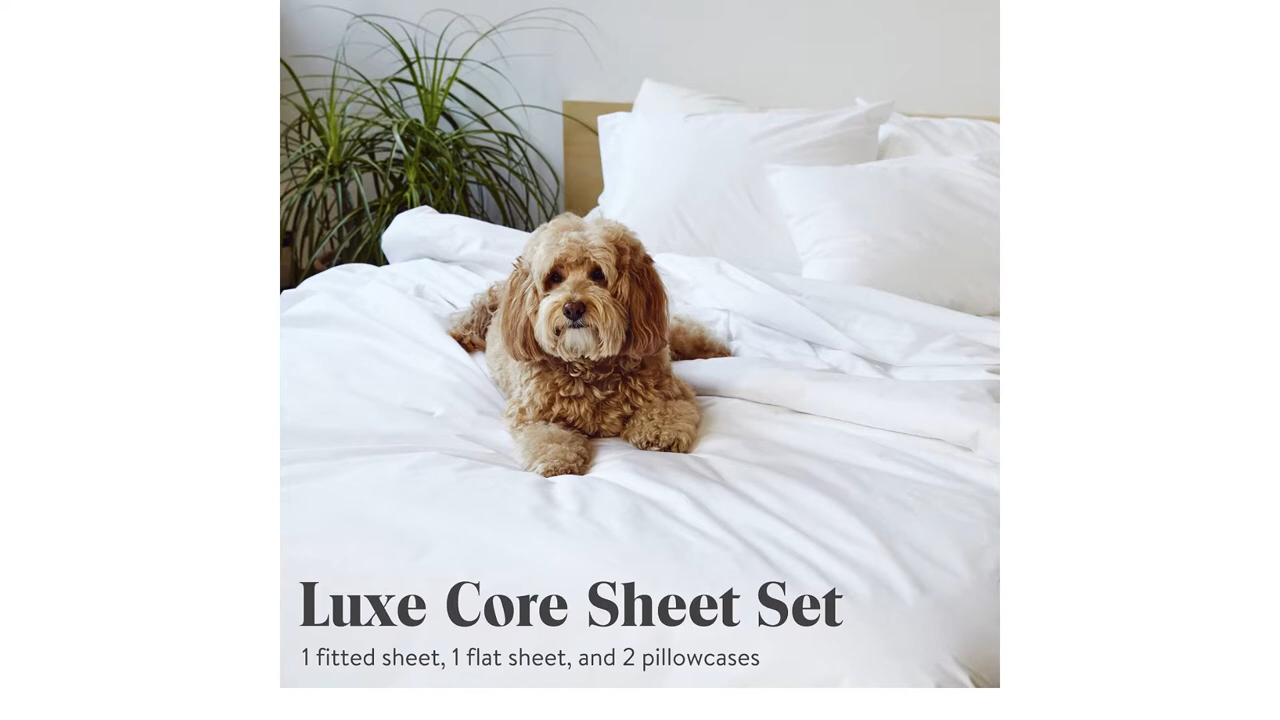 Luxe Core Sheet Set
1 fitted sheet, 1 flat sheet, and 2 pillowcases